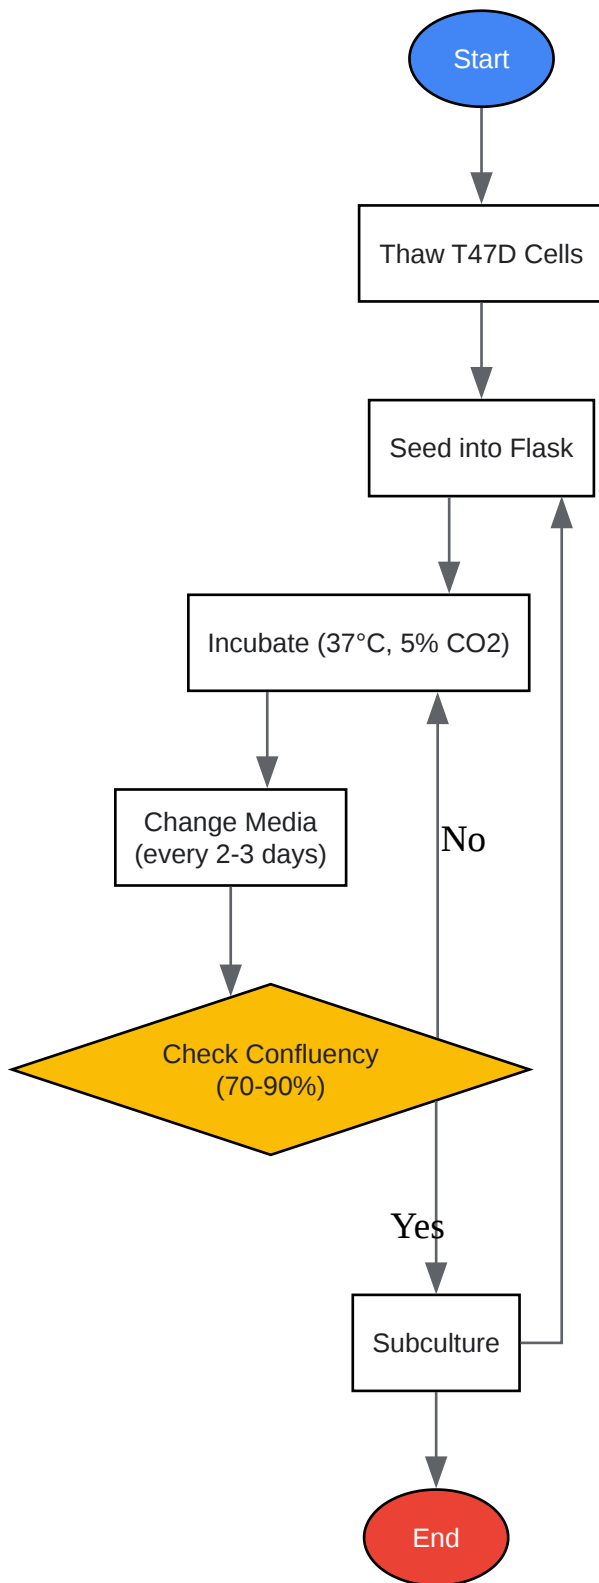 Start
Thaw T47D Cells
Seed into Flask
Incubate (37°C, 5% CO2)
Change Media
(every 2-3 days)
No
Check Confluency
(70-90%)
Yes
Subculture
End